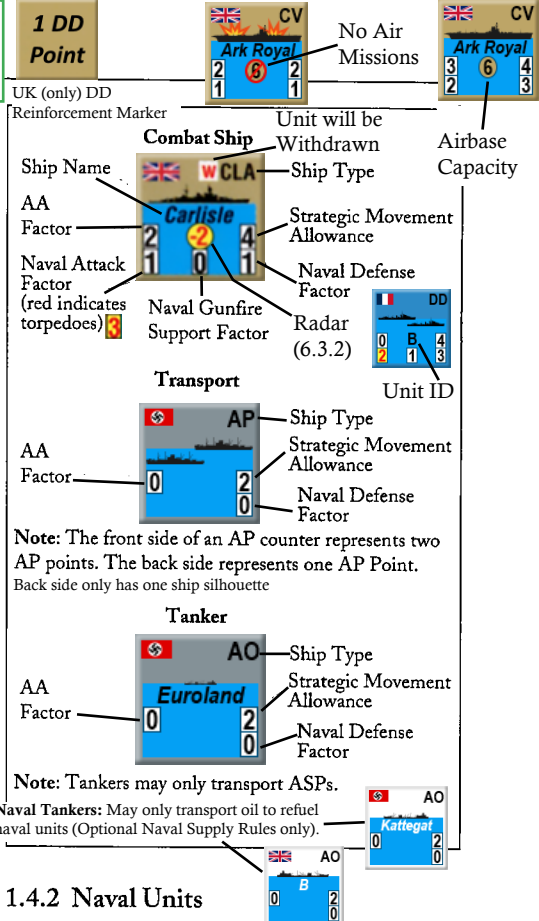 1 DD
Point
CV
Ark Royal
2 6 2
1 1
No Air
Missions
CV
Ark Royal
3 6 4
2 3
UK (only) DD
Reinforcement Marker
Airbase
Capacity
Combat Ship
Unit will be
Withdrawn
Ship Name
W CLA
Ship Type
AA
Factor
Carlisle
2 -2 4
1 0 1
Strategic Movement
Allowance
Naval Attack
Factor
(red indicates
torpedoes) 3
Naval Gunfire
Support Factor
Radar
(6.3.2)
Naval Defense
Factor
DD
0 B 4
2 1 3
Unit ID
Transport
AP
Ship Type
AA
Factor
0 2
0
Strategic Movement
Allowance
Naval Defense
Factor
Note: The front side of an AP counter represents two
AP points. The back side represents one AP Point.
Back side only has one ship silhouette
Tanker
AO
Ship Type
Euroland
AA
Factor
0 2
0
Strategic Movement
Allowance
Naval Defense
Factor
Note: Tankers may only transport ASPs.
Naval Tankers: May only transport oil to refuel
naval units (Optional Naval Supply Rules only).
AO
Kattegat
0 2
0
AO
B
0 2
0
1.4.2 Naval Units